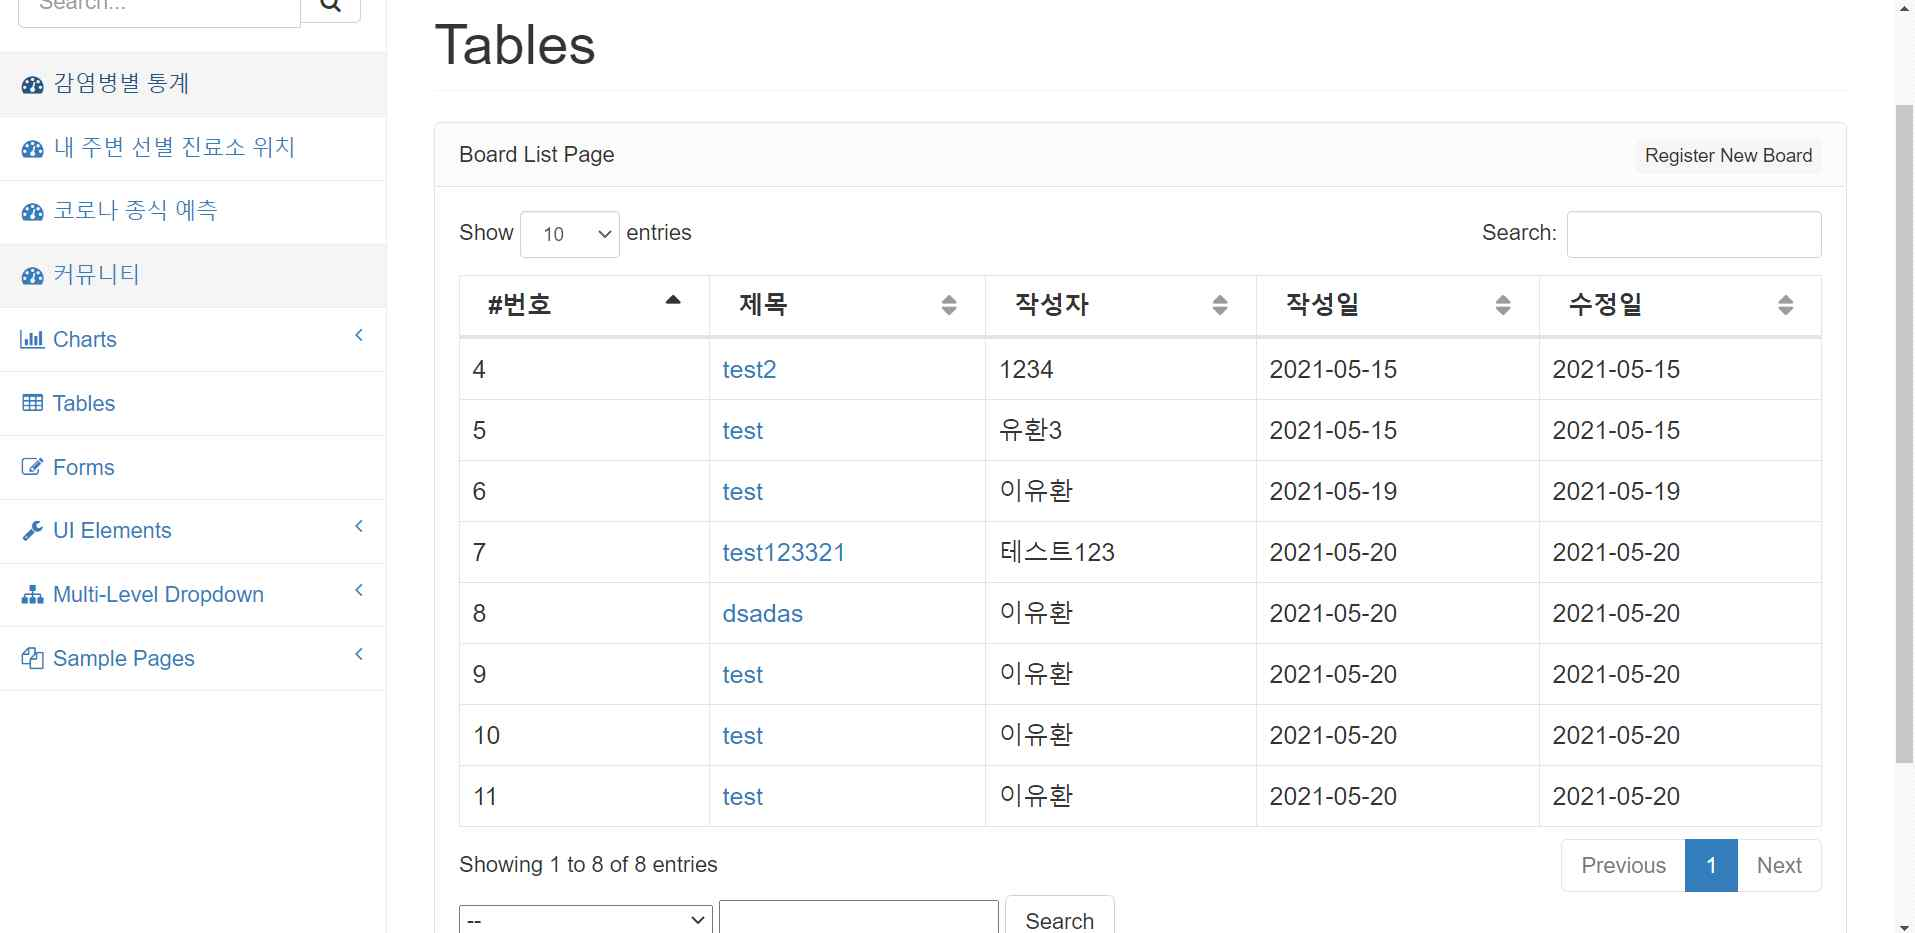 Search...
감염병별 통계
내 주변 선별 진료소 위치
코로나 종식 예측
커뮤니티
Charts
Tables
Forms
UI Elements
Multi-Level Dropdown
Sample Pages
Tables
Board List Page Register New Board
Show 10 entries Search:
#번호 제목 작성자 작성일 수정일
4 test2 1234 2021-05-15 2021-05-15
5 test 유환3 2021-05-15 2021-05-15
6 test 이유환 2021-05-19 2021-05-19
7 test123321 테스트123 2021-05-20 2021-05-20
8 dsadas 이유환 2021-05-20 2021-05-20
9 test 이유환 2021-05-20 2021-05-20
10 test 이유환 2021-05-20 2021-05-20
11 test 이유환 2021-05-20 2021-05-20
Showing 1 to 8 of 8 entries Previous 1 Next
-- Search